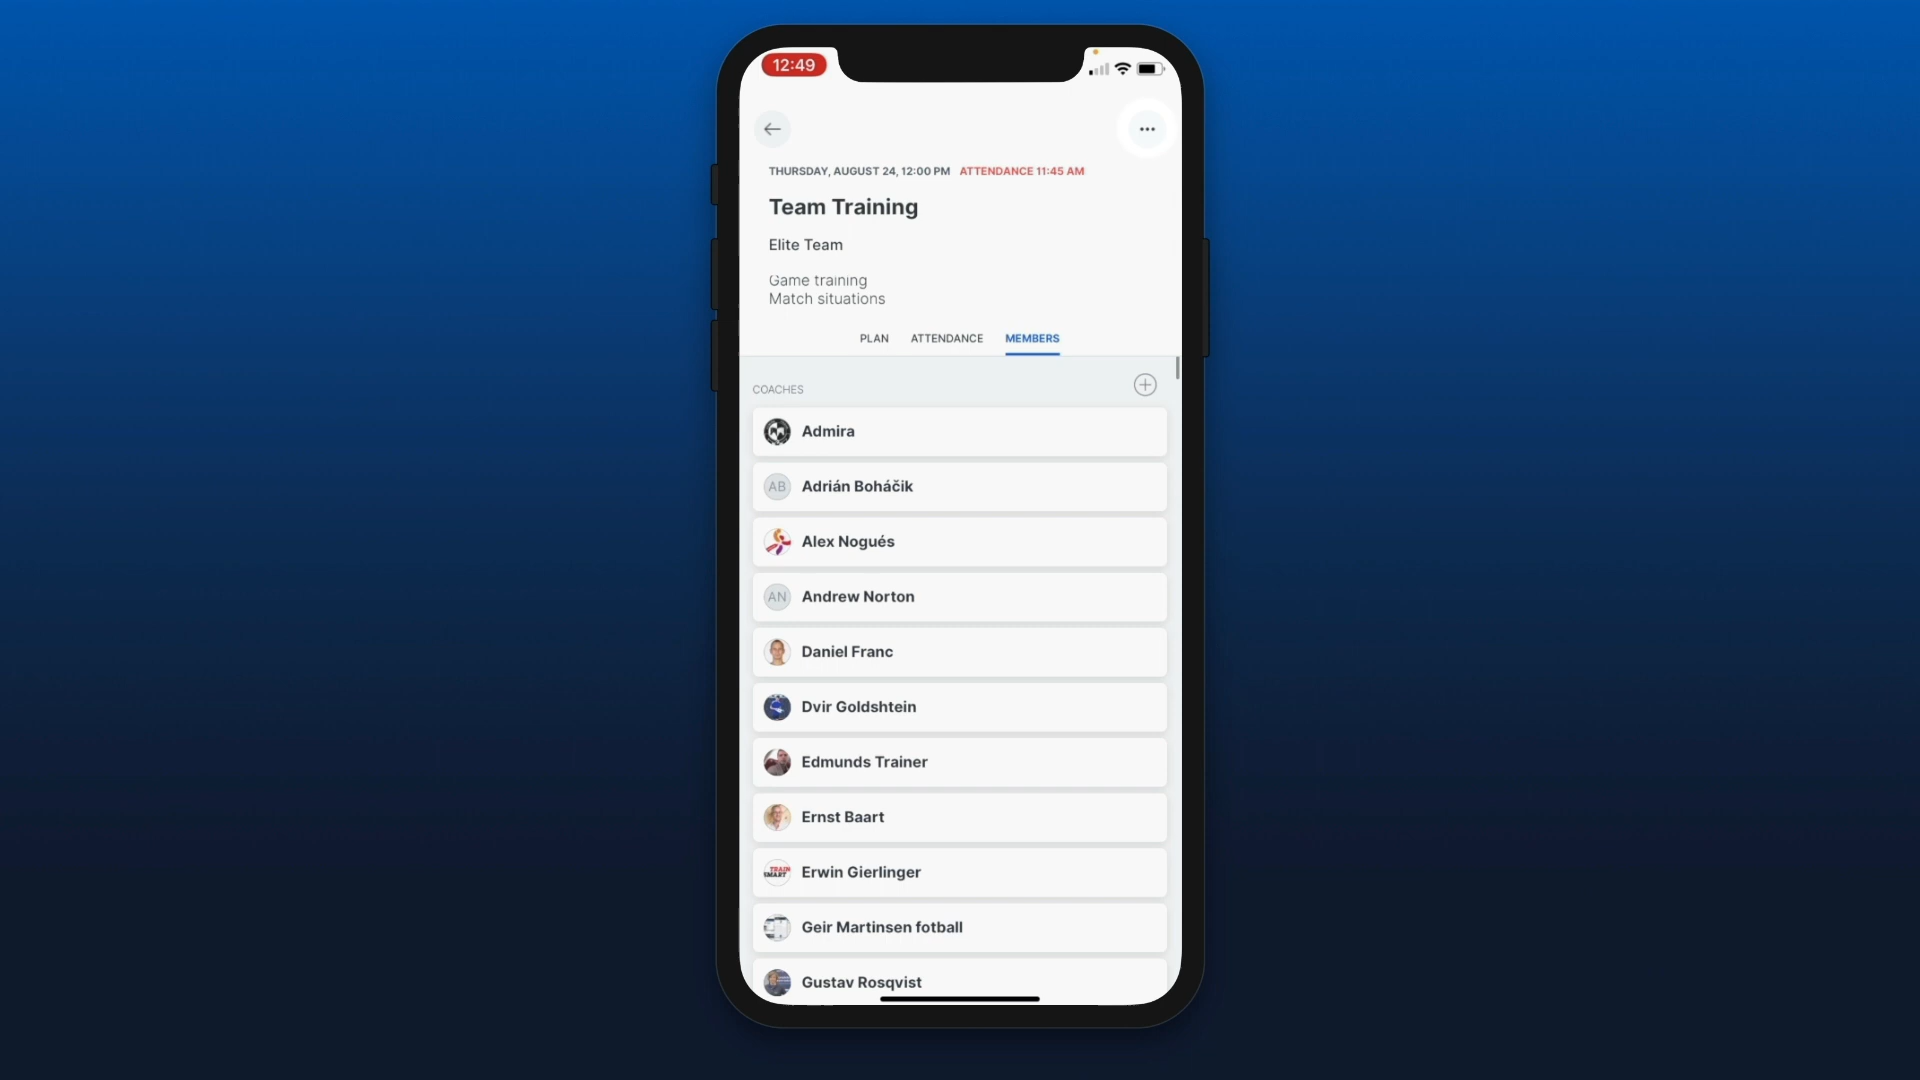 12:49
THURSDAY, AUGUST 24, 12:00 PM ATTENDANCE 11:45 AM
Team Training
Elite Team
Game training
Match situations
PLAN ATTENDANCE MEMBERS
COACHES
Admira
AB Adrián Boháčik
Alex Nogués
AN Andrew Norton
Daniel Franc
Dvir Goldshtein
Edmunds Trainer
Ernst Baart
TRAIN
SMART
Erwin Gierlinger
Geir Martinsen fotball
Gustav Rosqvist